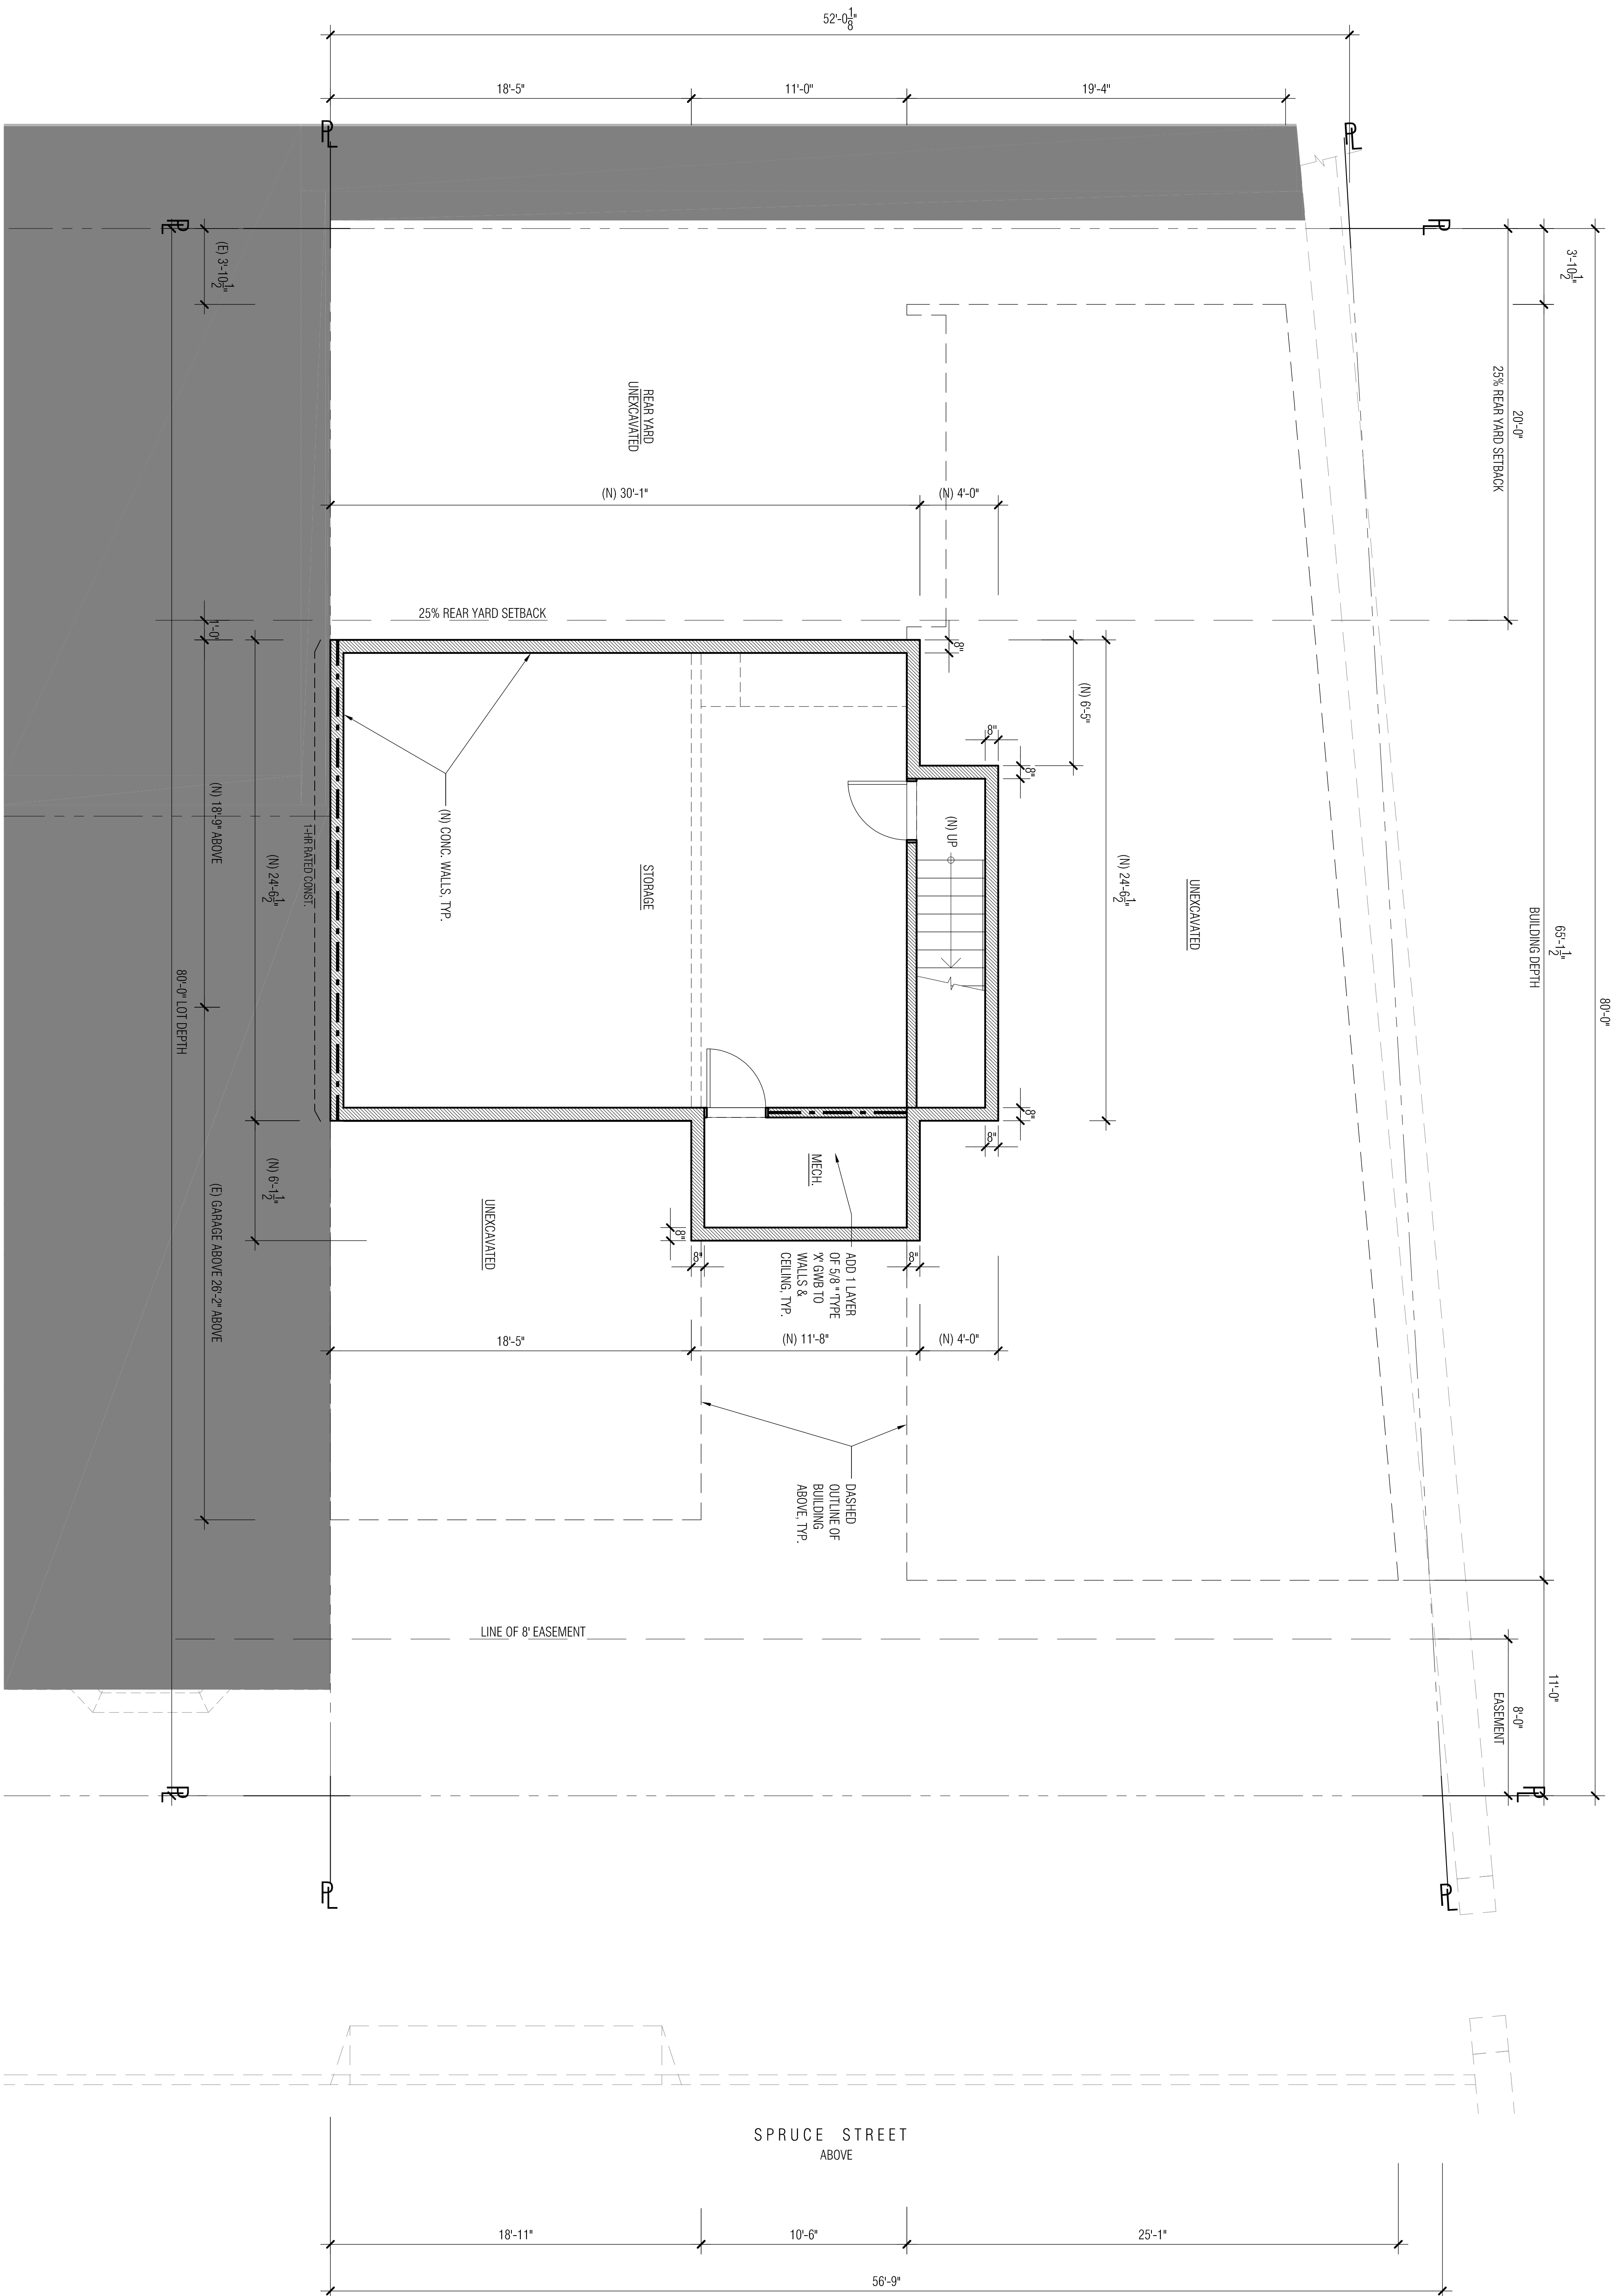 52'-0 1/8"
18'-5"
11'-0"
19'-4"
PL
PL
PL
PL
(E) 3'-10 1/2"
3'-10 1/2"
20'-0"
25% REAR YARD SETBACK
REAR YARD
UNEXCAVATED
(N) 30'-1"
(N) 4'-0"
25% REAR YARD SETBACK
1'-0"
8"
(N) 6'-5"
8"
8"
(N) 18'-9" ABOVE
(N) 24'-6 1/2"
1-HR RATED CONST.
(N) CONC. WALLS, TYP.
STORAGE
(N) UP
(N) 24'-6 1/2"
UNEXCAVATED
65'-1 1/2"
BUILDING DEPTH
80'-0"
80'-0" LOT DEPTH
8"
8"
MECH.
(N) 6'-1 1/2"
(E) GARAGE ABOVE 26'-2" ABOVE
UNEXCAVATED
8"
8"
8"
ADD 1 LAYER
OF 5/8 " 'TYPE
'X' GWB TO
WALLS &
CEILING, TYP.
18'-5"
(N) 11'-8"
(N) 4'-0"
DASHED
OUTLINE OF
BUILDING
ABOVE, TYP.
LINE OF 8' EASEMENT
11'-0"
8'-0"
EASEMENT
PL
PL
PL
PL
SPRUCE STREET
ABOVE
18'-11"
10'-6"
25'-1"
56'-9"